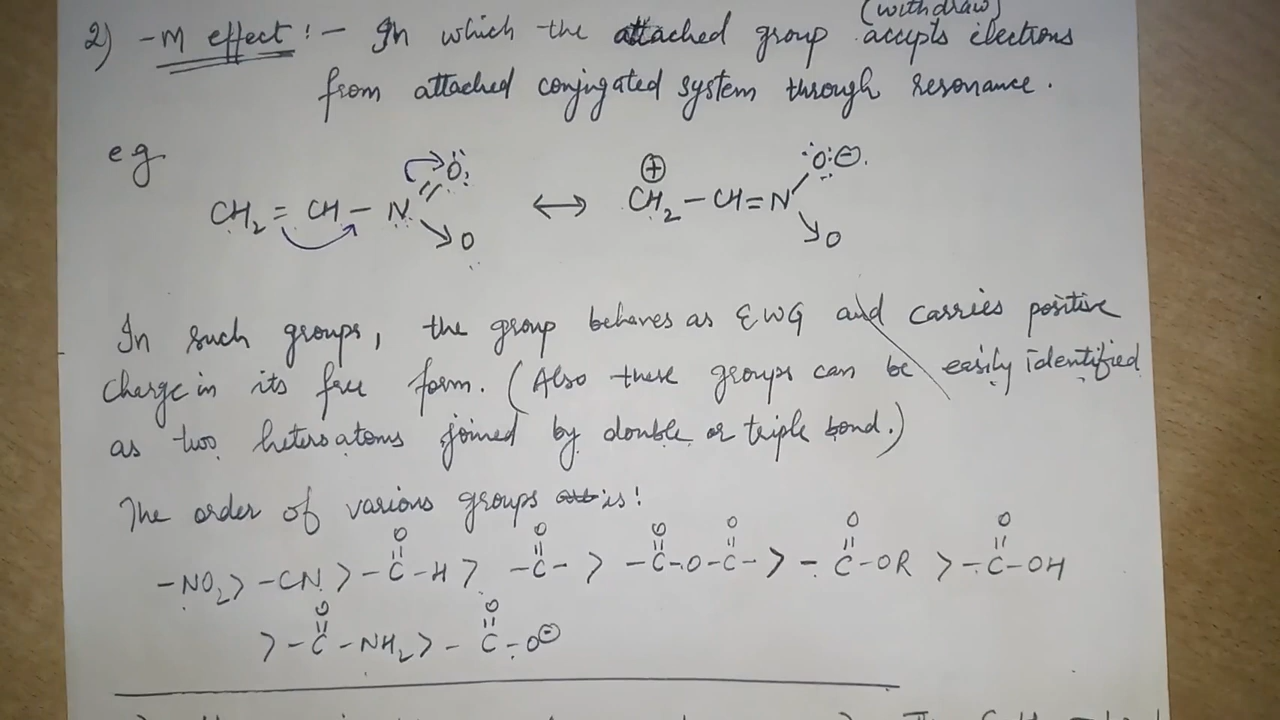 (withdraw)
2) -M effect :- In which the attached group accepts electrons
from attached conjugated system through resonance.
eg
CH₂ = CH - N =O →O ↔ CH₂⊕ - CH = N -O⊖ →O
In such groups, the group behaves as EWG and carries positive
charge in its free form. (Also these groups can be easily identified
as two heteroatoms joined by double or triple bond.)
The order of various groups is:
-NO₂ > -CN > -C(=O)-H > -C(=O)- > -C(=O)-O-C(=O)- > -C(=O)-OR > -C(=O)-OH
> -C(=O)-NH₂ > -C(=O)-O⊖